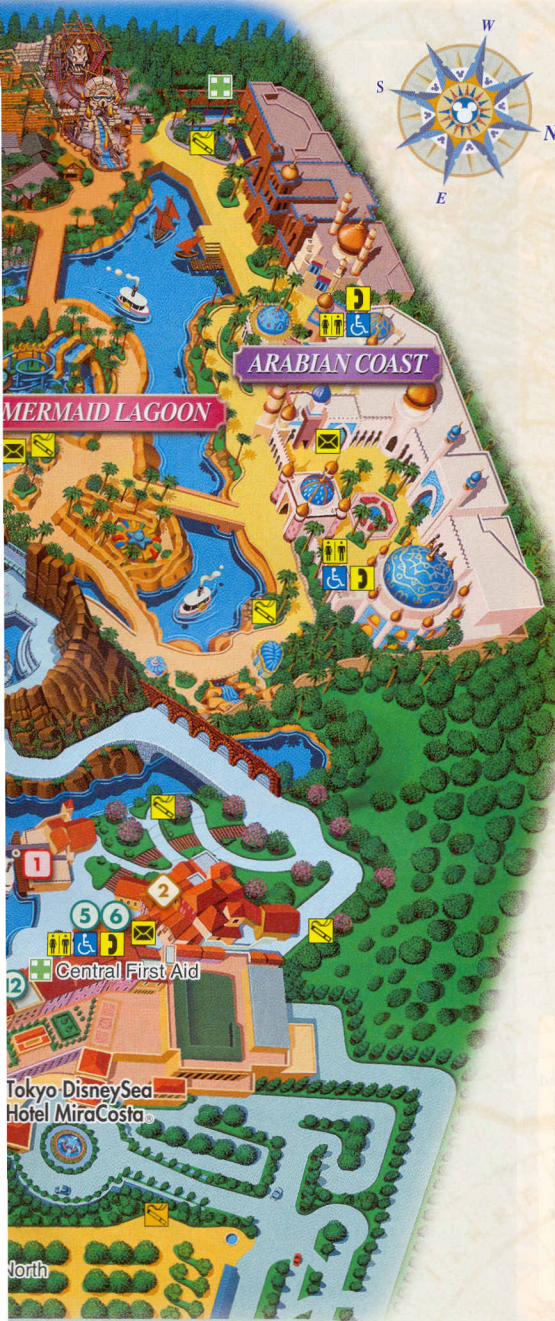 W
S
N
E
ARABIAN COAST
MERMAID LAGOON
1
2
5 6
Central First Aid
12
Tokyo DisneySea
Hotel MiraCosta®
North